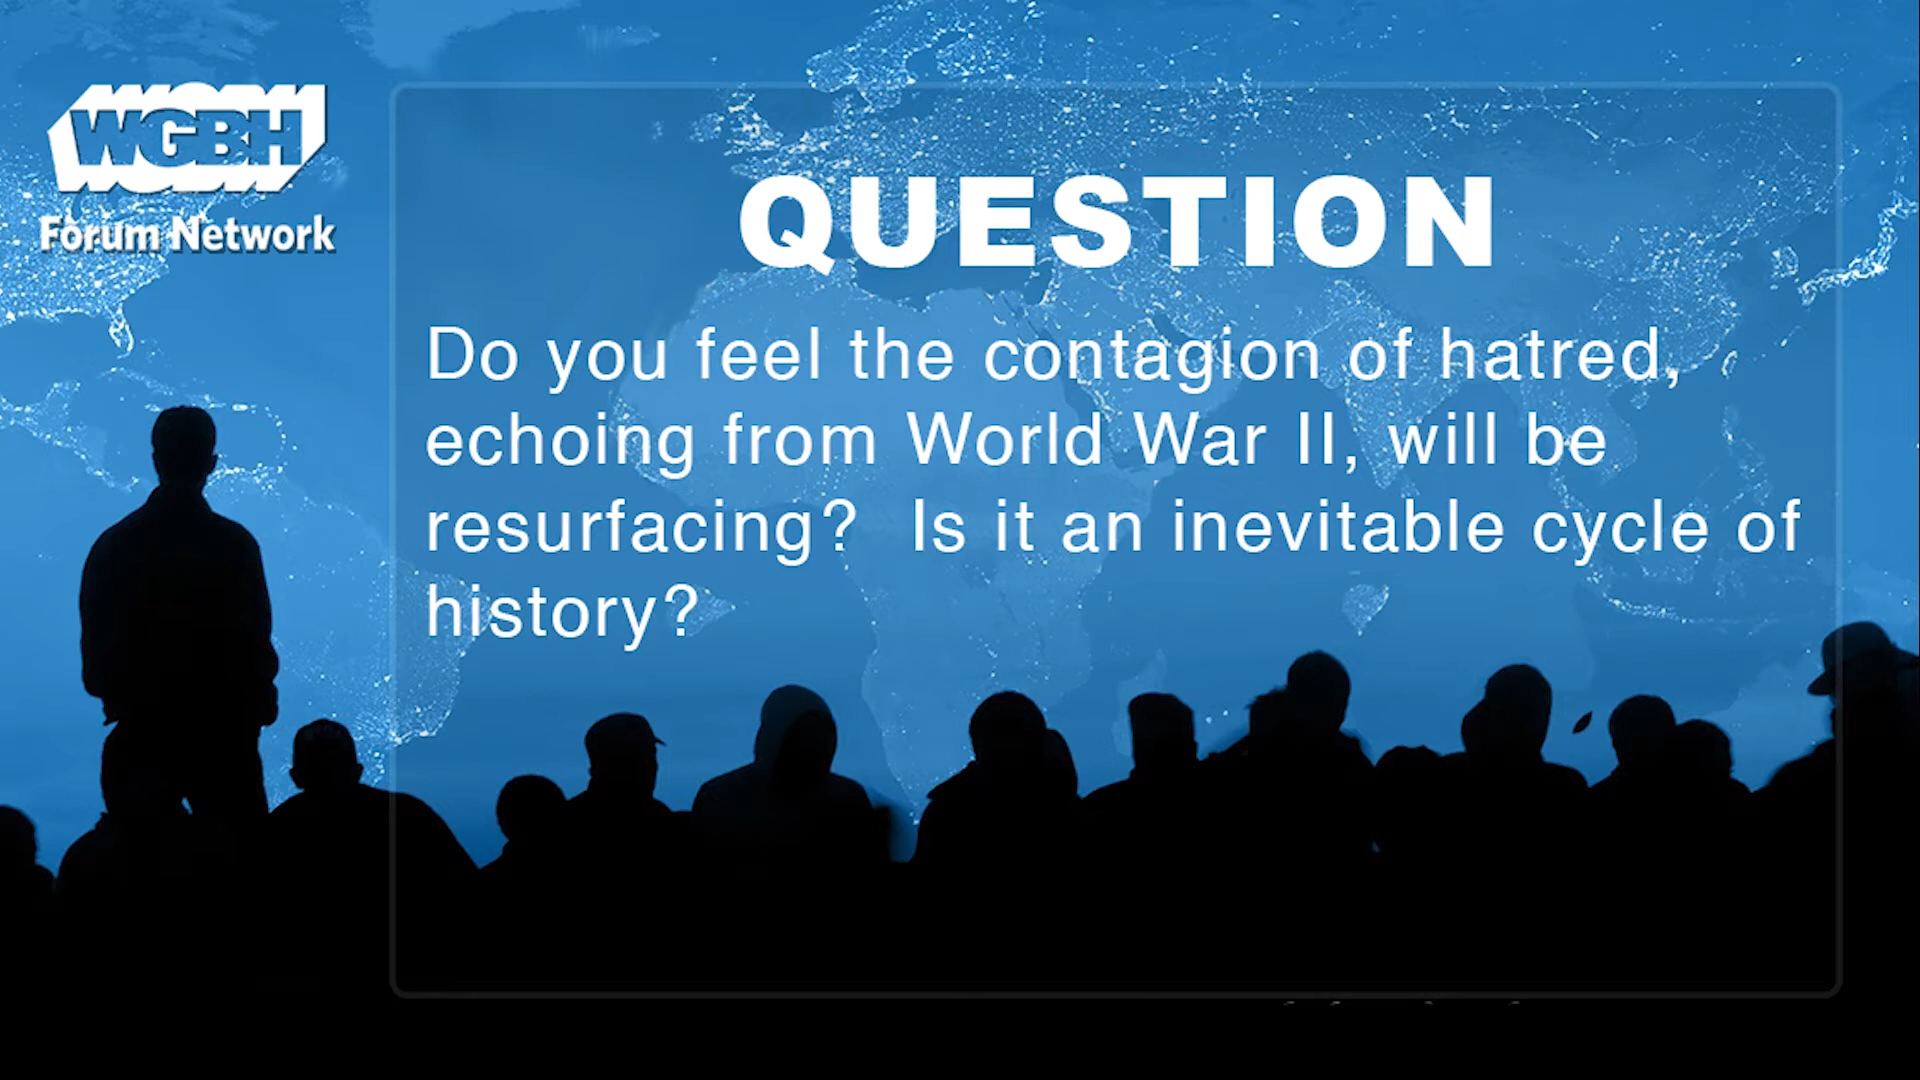 WGBH
Forum Network
QUESTION
Do you feel the contagion of hatred,
echoing from World War II, will be
resurfacing?  Is it an inevitable cycle of
history?